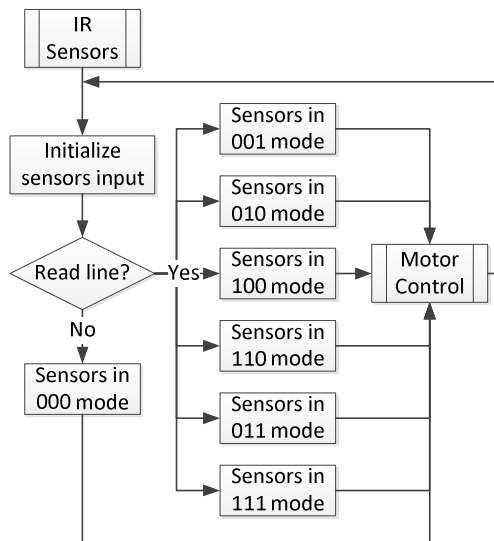 IR
Sensors
Initialize
sensors input
Read line?
Yes
No
Sensors in
000 mode
Sensors in
001 mode
Sensors in
010 mode
Sensors in
100 mode
Sensors in
110 mode
Sensors in
011 mode
Sensors in
111 mode
Motor
Control